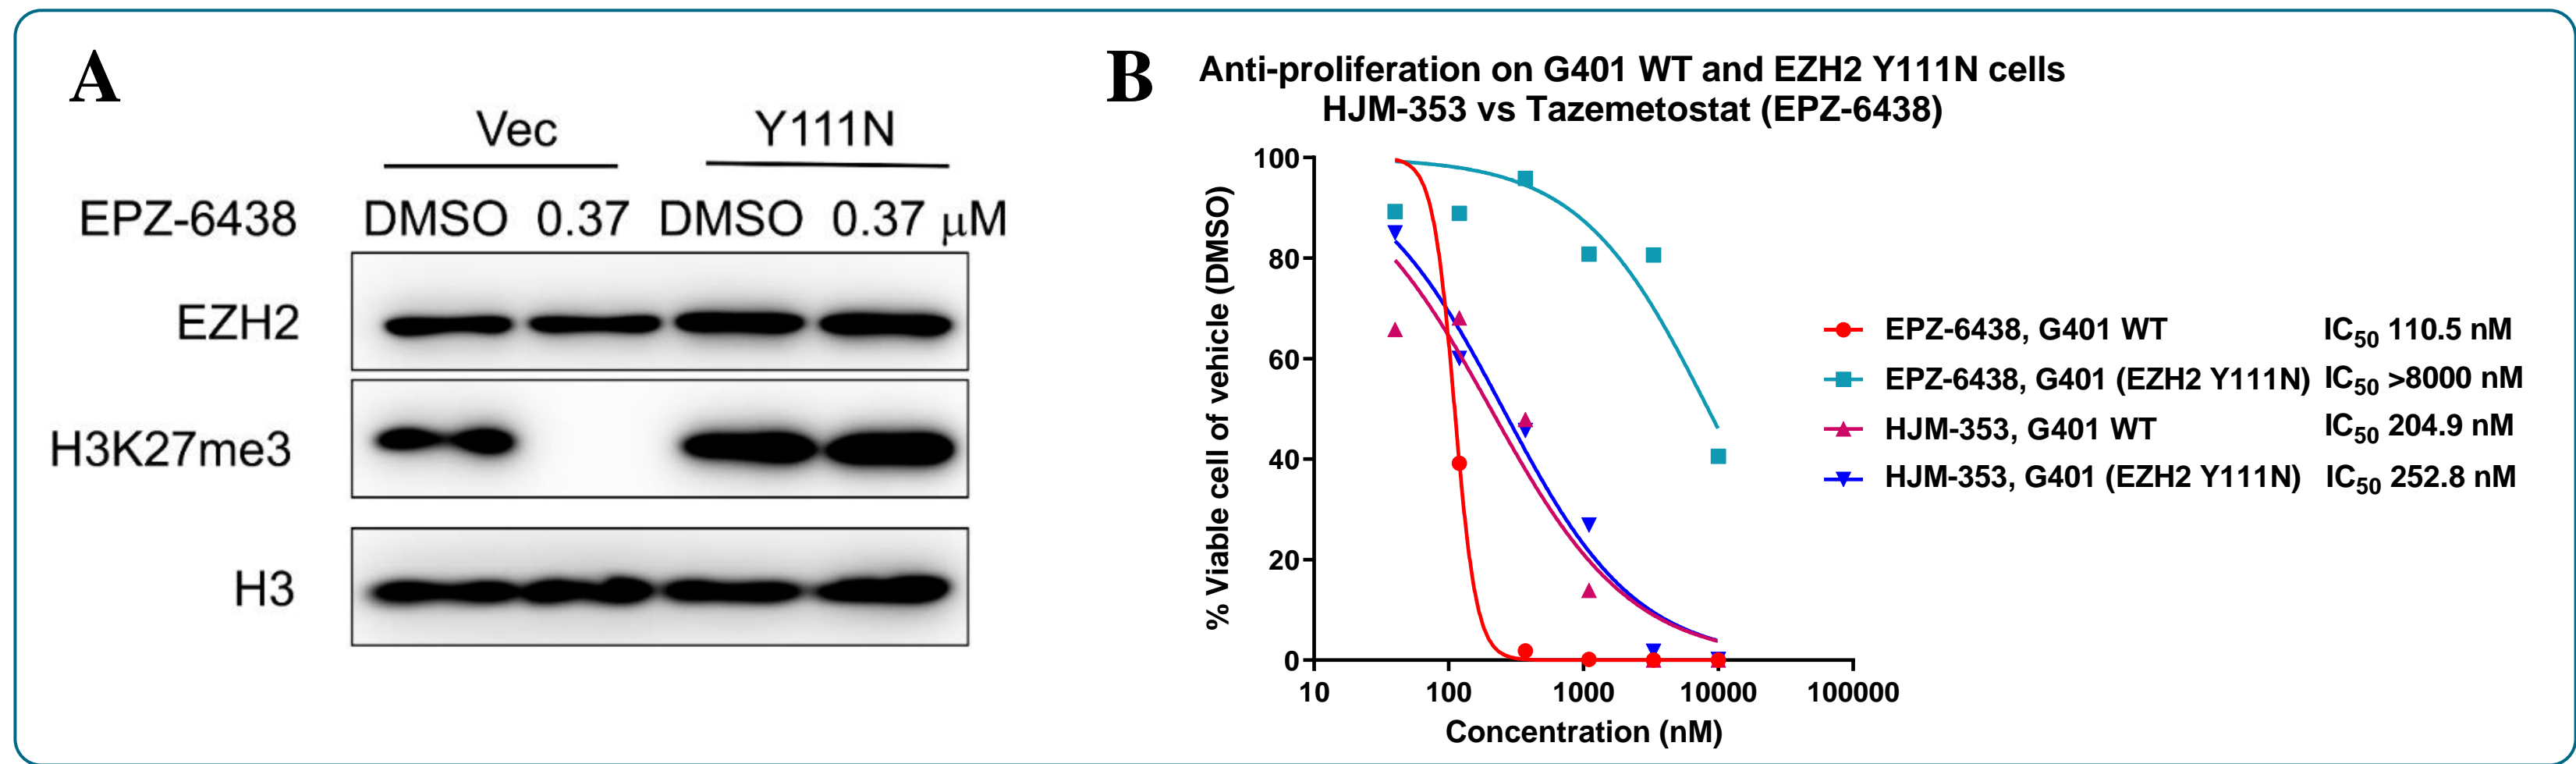 A
Vec Y111N
EPZ-6438 DMSO 0.37 DMSO 0.37 μM
EZH2
H3K27me3
H3
B
Anti-proliferation on G401 WT and EZH2 Y111N cells
HJM-353 vs Tazemetostat (EPZ-6438)
% Viable cell of vehicle (DMSO)
100
80
60
40
20
0
10 100 1000 10000 100000
Concentration (nM)
EPZ-6438, G401 WT IC50 110.5 nM
EPZ-6438, G401 (EZH2 Y111N) IC50 >8000 nM
HJM-353, G401 WT IC50 204.9 nM
HJM-353, G401 (EZH2 Y111N) IC50 252.8 nM